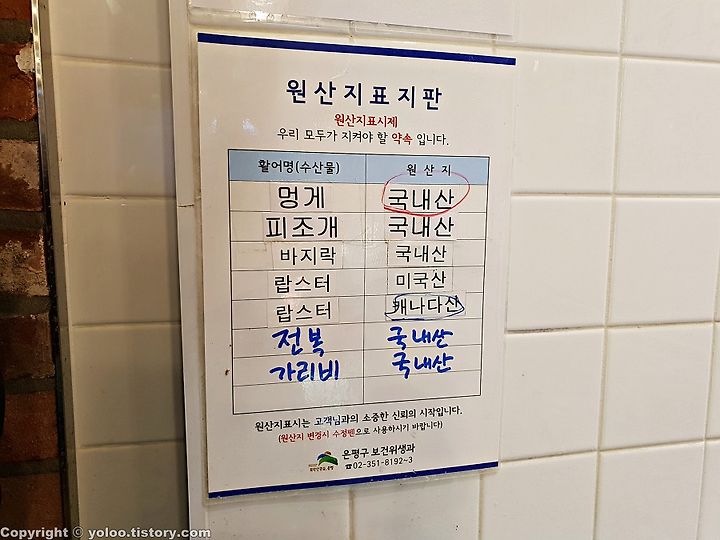 원산지표지판
원산지표시제
우리 모두가 지켜야 할 약속 입니다.
활어명(수산물) 원 산 지
멍게 국내산
피조개 국내산
바지락 국내산
랍스터 미국산
랍스터 캐나다산
전복 국내산
가리비 국내산
원산지표시는 고객님과의 소중한 신뢰의 시작입니다.
(원산지 변경시 수정펜으로 사용하시기 바랍니다)
은평구 보건위생과
☎02-351-8192~3
Copyright © yoloo.tistory.com